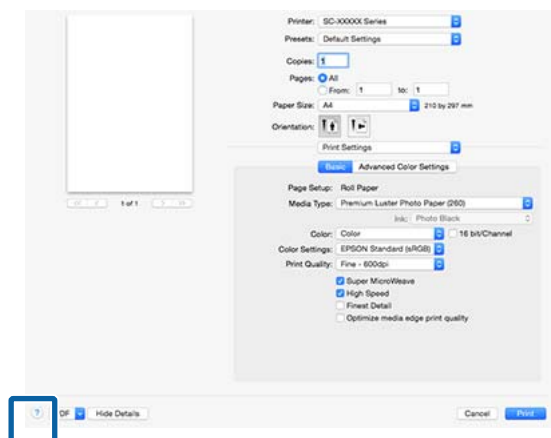 Printer: SC-XXXXX Series
Presets: Default Settings
Copies: 1
Pages: All
From: 1 to: 1
Paper Size: A4 210 by 297 mm
Orientation:
Print Settings
Basic Advanced Color Settings
Page Setup: Roll Paper
Media Type: Premium Luster Photo Paper (260)
Ink: Photo Black
1 of 1
Color: Color 16 bit/Channel
Color Settings: EPSON Standard (sRGB)
Print Quality: Fine - 600dpi
Super MicroWeave
High Speed
Finest Detail
Optimize media edge print quality
? DF Hide Details Cancel Print